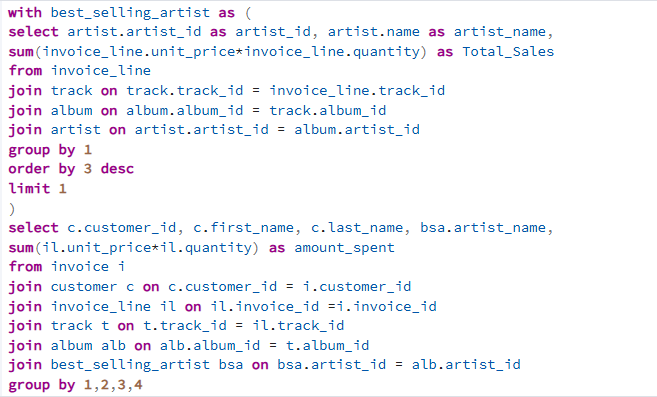 with best_selling_artist as (
select artist.artist_id as artist_id, artist.name as artist_name,
sum(invoice_line.unit_price*invoice_line.quantity) as Total_Sales
from invoice_line
join track on track.track_id = invoice_line.track_id
join album on album.album_id = track.album_id
join artist on artist.artist_id = album.artist_id
group by 1
order by 3 desc
limit 1
)
select c.customer_id, c.first_name, c.last_name, bsa.artist_name,
sum(il.unit_price*il.quantity) as amount_spent
from invoice i
join customer c on c.customer_id = i.customer_id
join invoice_line il on il.invoice_id =i.invoice_id
join track t on t.track_id = il.track_id
join album alb on alb.album_id = t.album_id
join best_selling_artist bsa on bsa.artist_id = alb.artist_id
group by 1,2,3,4